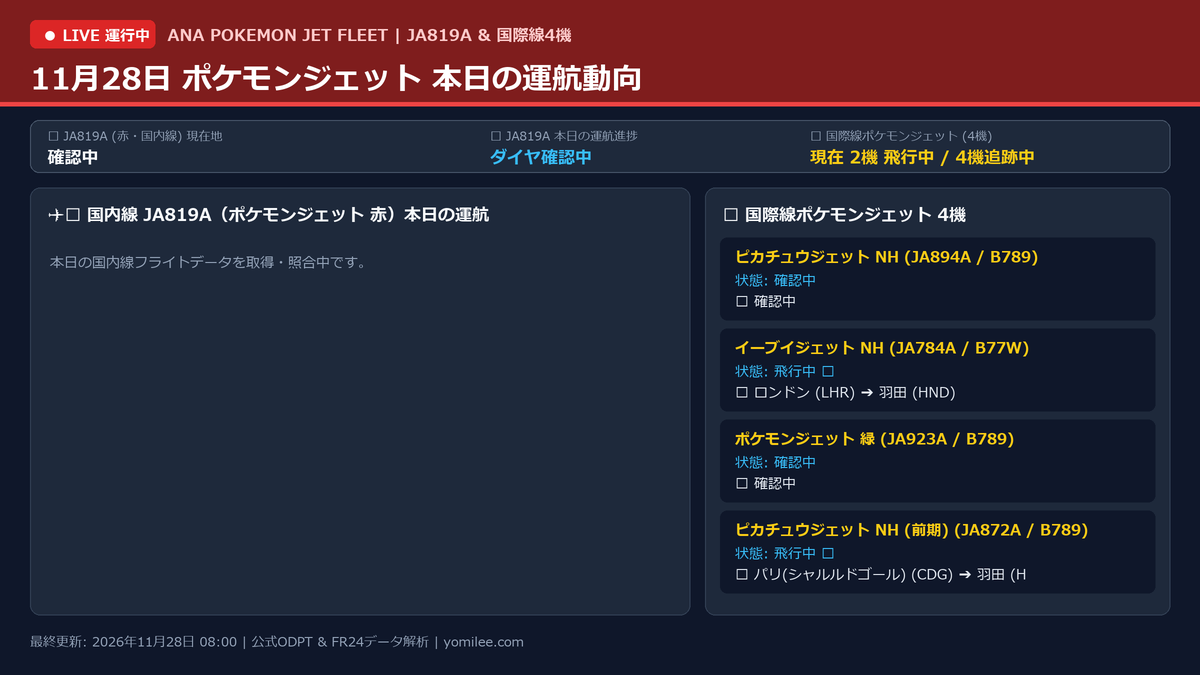 ● LIVE 運行中 ANA POKEMON JET FLEET | JA819A & 国際線4機
11月28日 ポケモンジェット 本日の運航動向
□ JA819A (赤・国内線) 現在地
確認中
□ JA819A 本日の運航進捗
ダイヤ確認中
□ 国際線ポケモンジェット (4機)
現在 2機 飛行中 / 4機追跡中
✈□ 国内線 JA819A（ポケモンジェット 赤）本日の運航
本日の国内線フライトデータを取得・照合中です。
□ 国際線ポケモンジェット 4機
ピカチュウジェット NH (JA894A / B789)
状態: 確認中
□ 確認中
イーブイジェット NH (JA784A / B77W)
状態: 飛行中 □
□ ロンドン (LHR) ➔ 羽田 (HND)
ポケモンジェット 緑 (JA923A / B789)
状態: 確認中
□ 確認中
ピカチュウジェット NH (前期) (JA872A / B789)
状態: 飛行中 □
□ パリ(シャルルドゴール) (CDG) ➔ 羽田 (H
最終更新: 2026年11月28日 08:00 | 公式ODPT & FR24データ解析 | yomilee.com